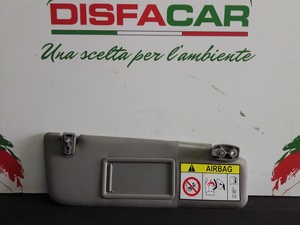 DISFACAR
Una scelta per l'ambiente
AIRBAG